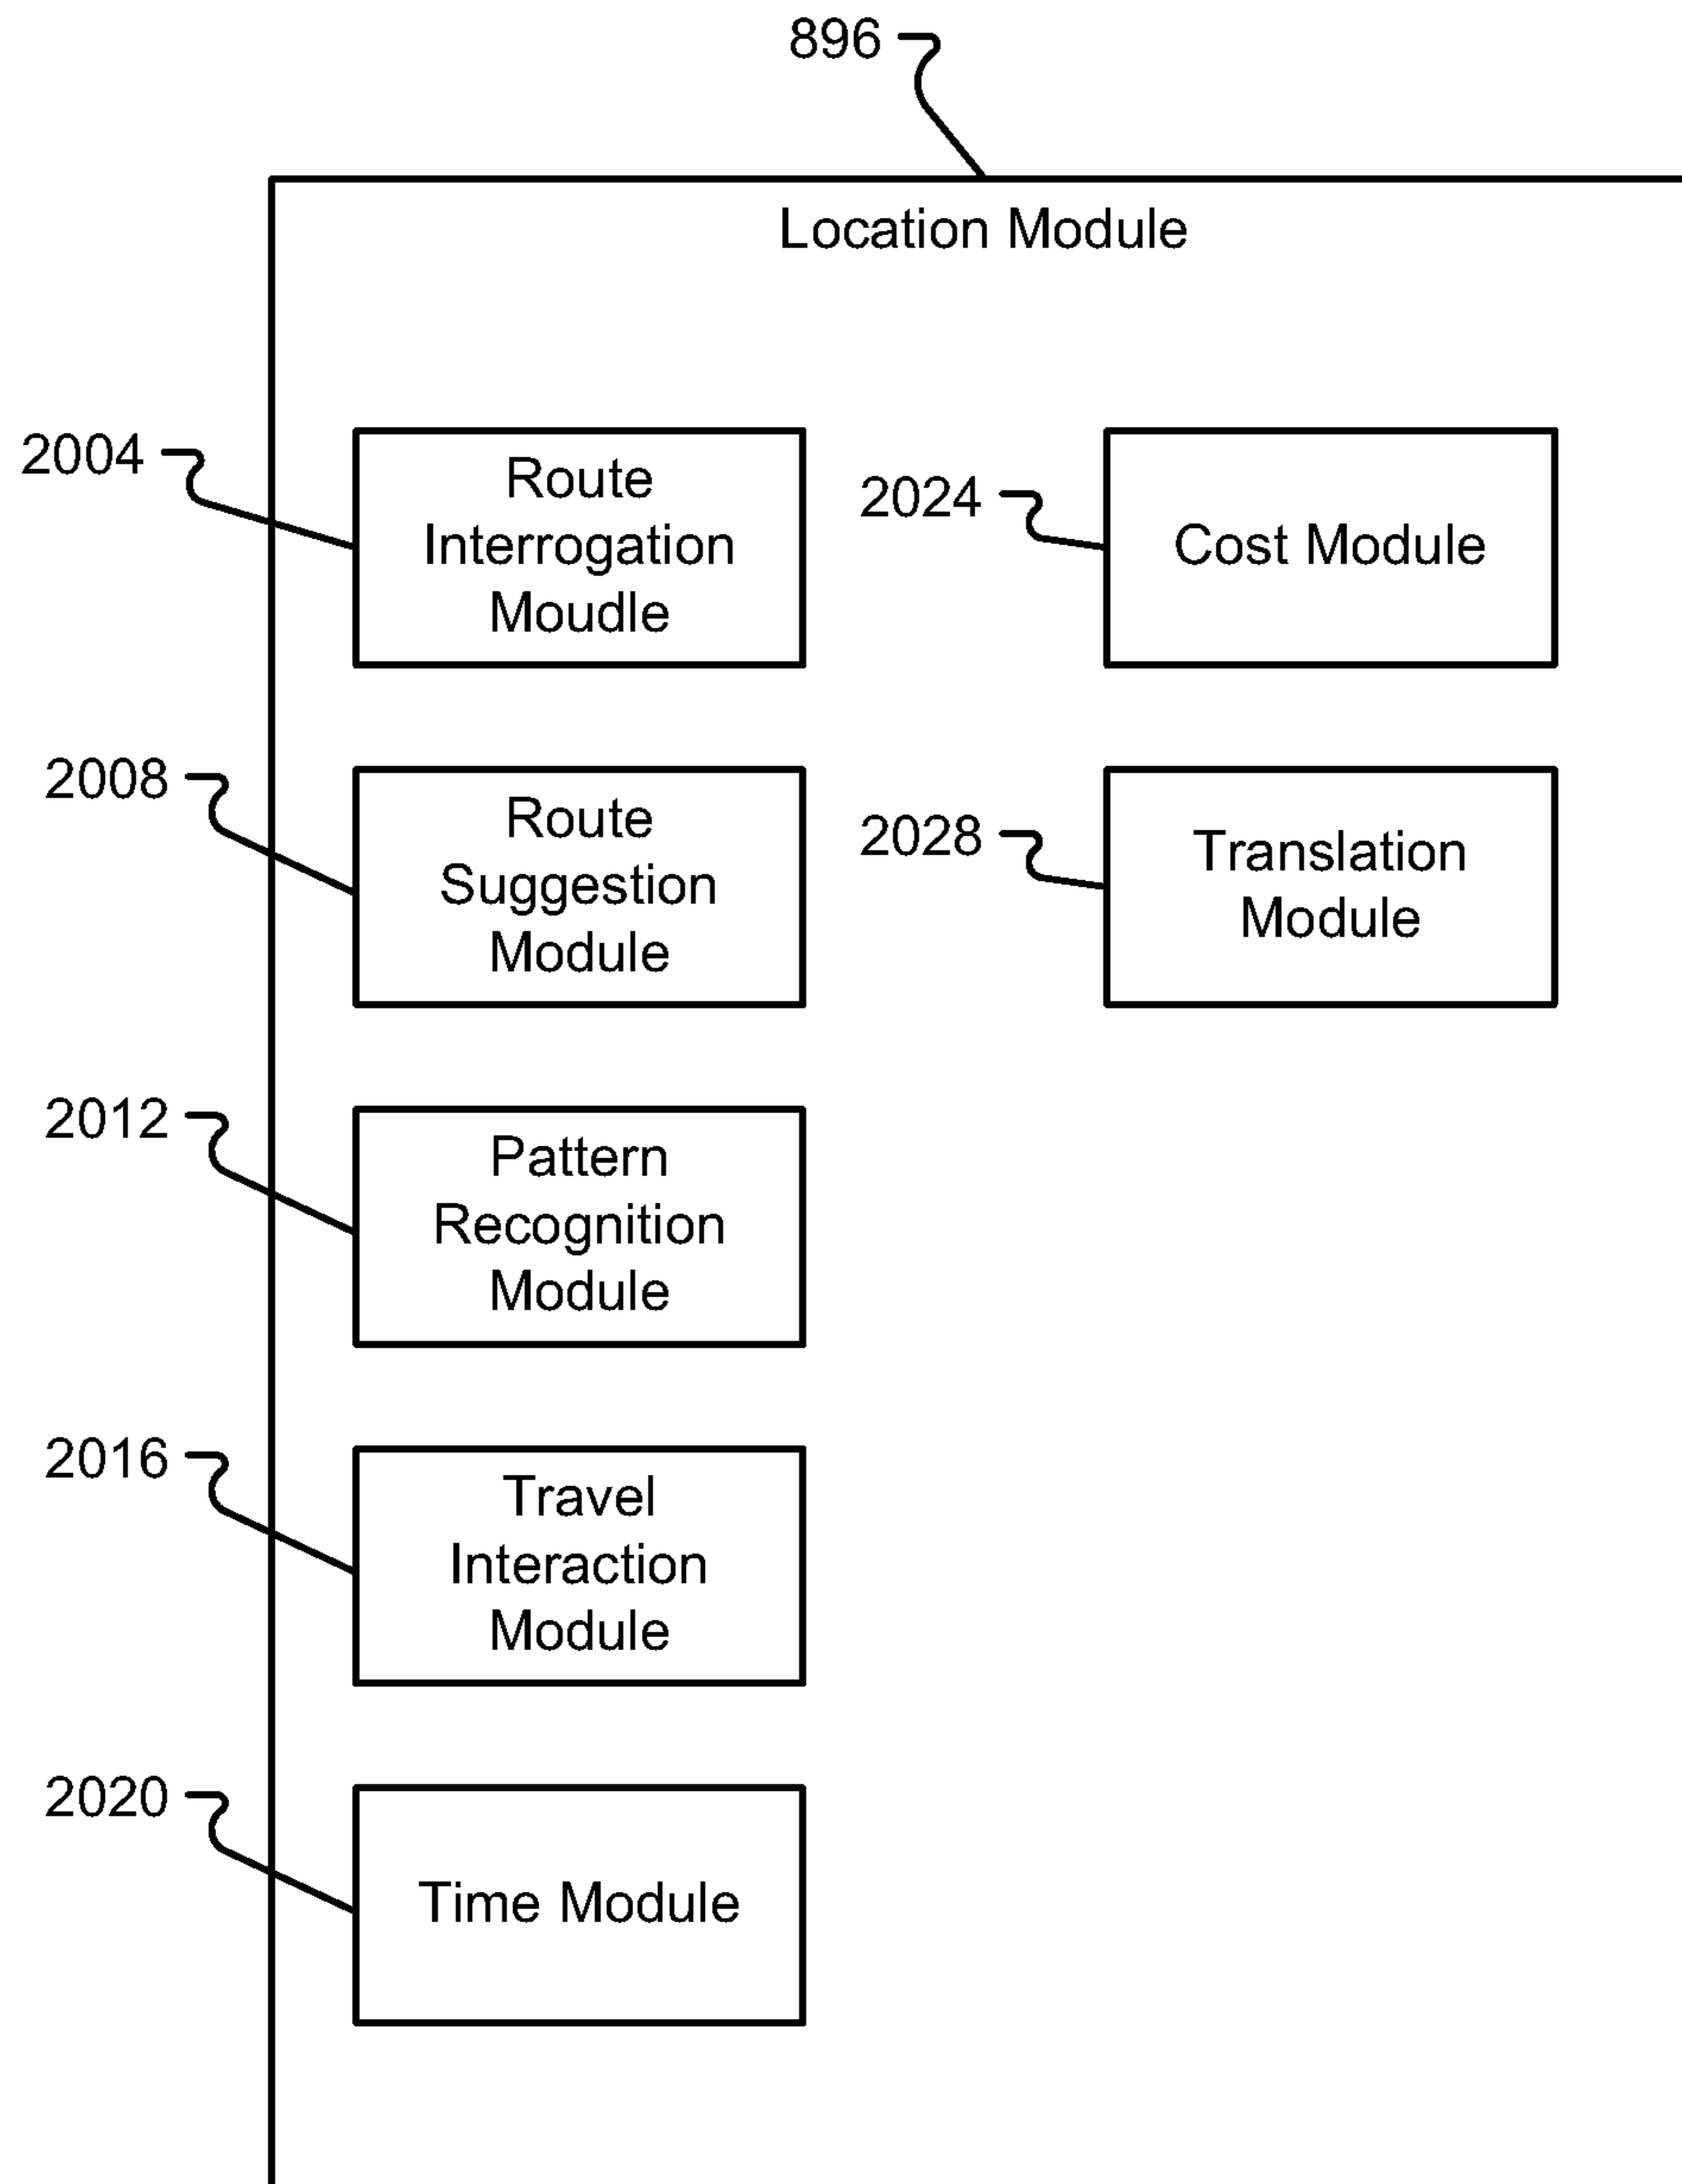 896
Location Module
2004
Route
Interrogation
Moudle
2024
Cost Module
2008
Route
Suggestion
Module
2028
Translation
Module
2012
Pattern
Recognition
Module
2016
Travel
Interaction
Module
2020
Time Module